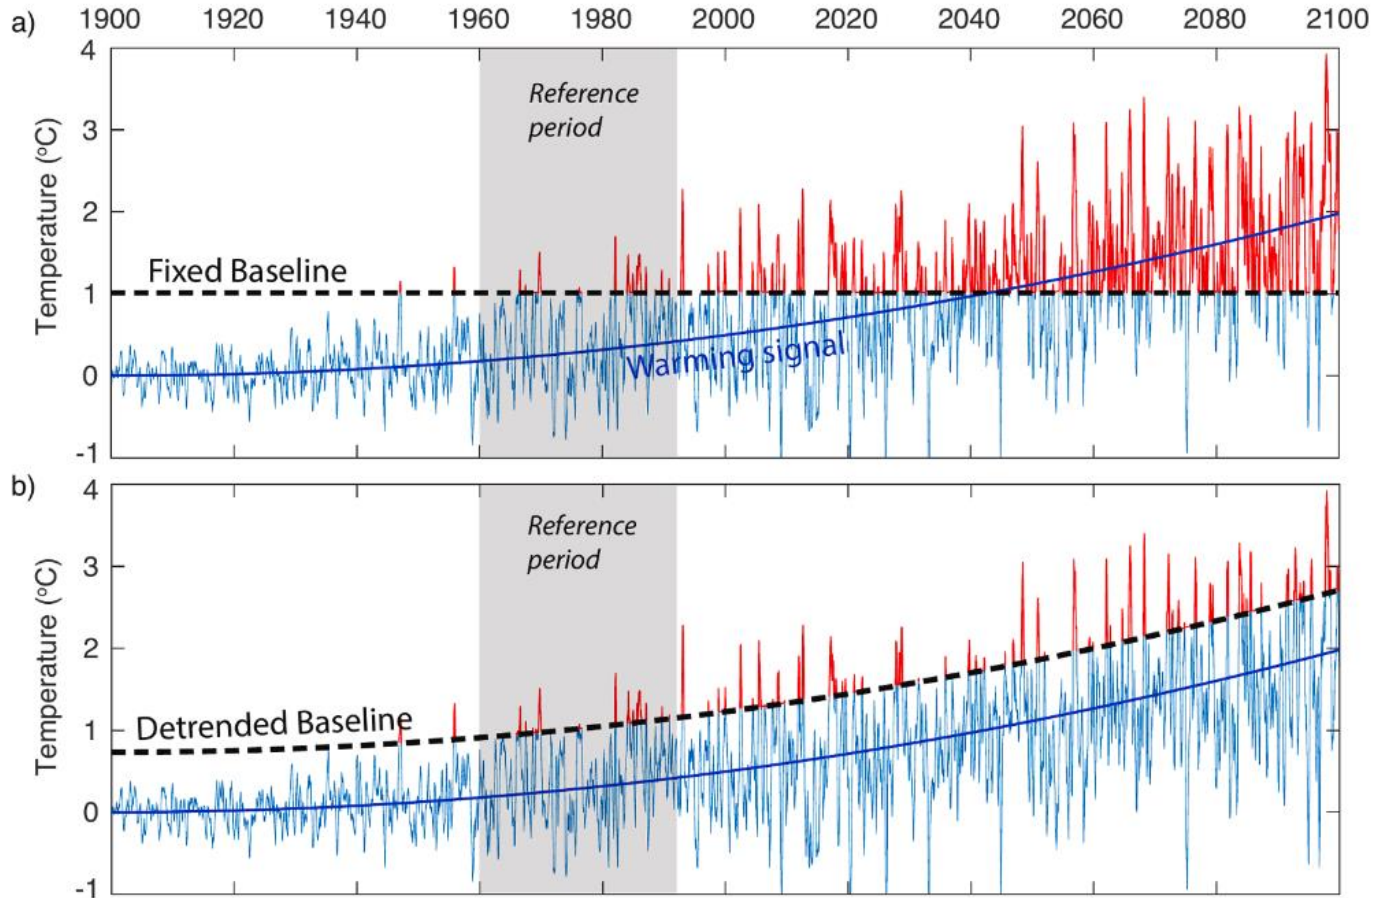 a)
1900 1920 1940 1960 1980 2000 2020 2040 2060 2080 2100
4
Reference
period
3
Temperature (°C)
2
Fixed Baseline
1
Warming signal
0
-1
b)
4
Reference
period
3
Temperature (°C)
2
Detrended Baseline
1
0
-1